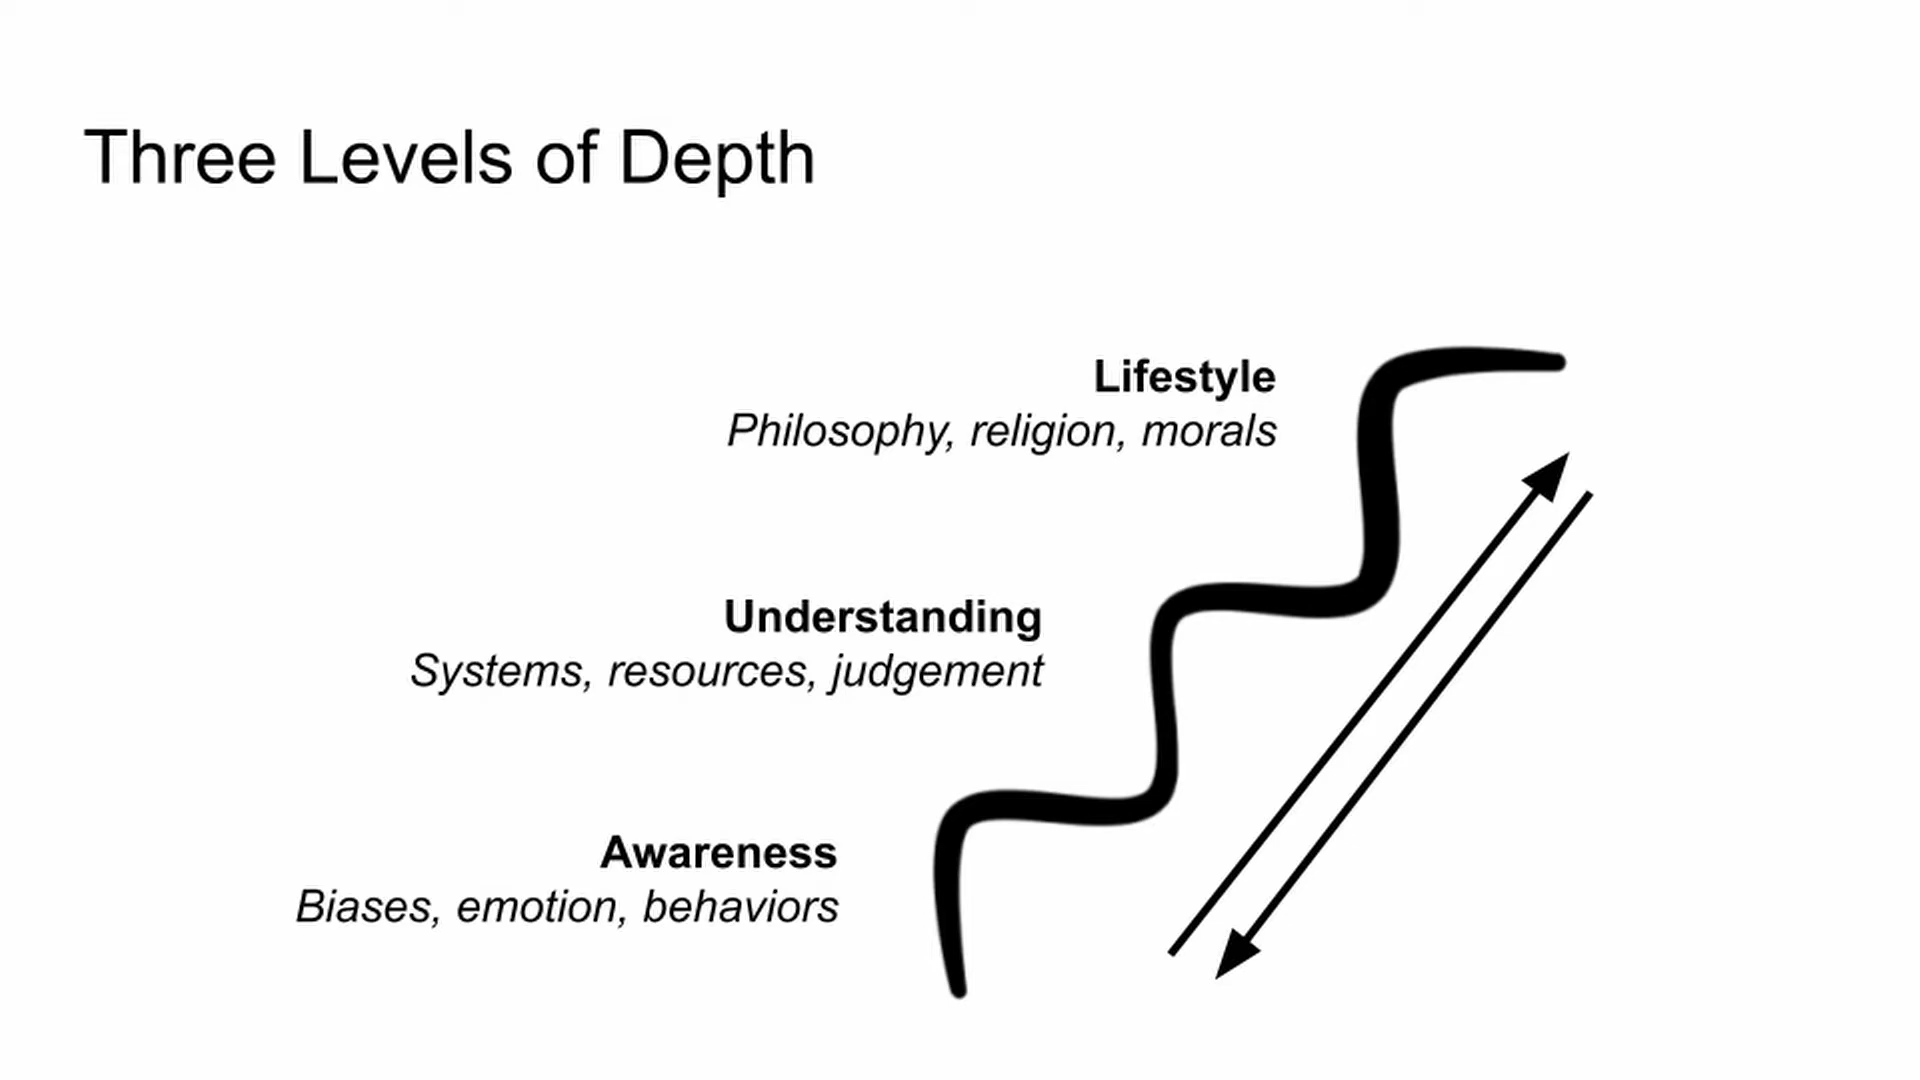 Three Levels of Depth
Lifestyle
Philosophy, religion, morals
Understanding
Systems, resources, judgement
Awareness
Biases, emotion, behaviors